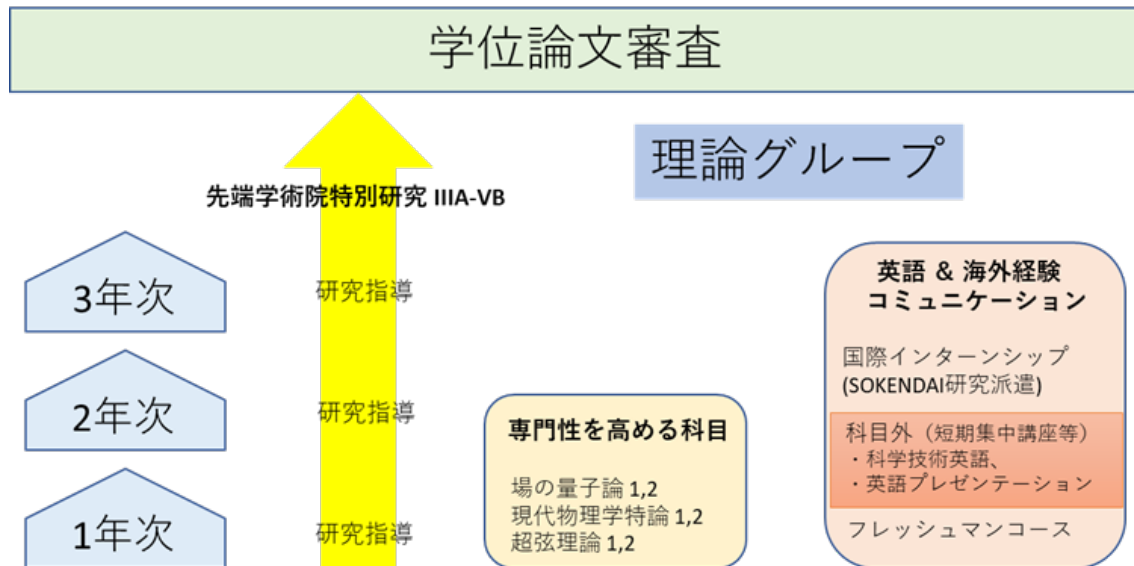 学位論文審査
理論グループ
先端学術院特別研究 IIIA-VB
3年次
研究指導
2年次
研究指導
1年次
研究指導
専門性を高める科目
場の量子論 1,2
現代物理学特論 1,2
超弦理論 1,2
英語 & 海外経験
コミュニケーション
国際インターンシップ
(SOKENDAI研究派遣)
科目外（短期集中講座等）
・科学技術英語、
・英語プレゼンテーション
フレッシュマンコース